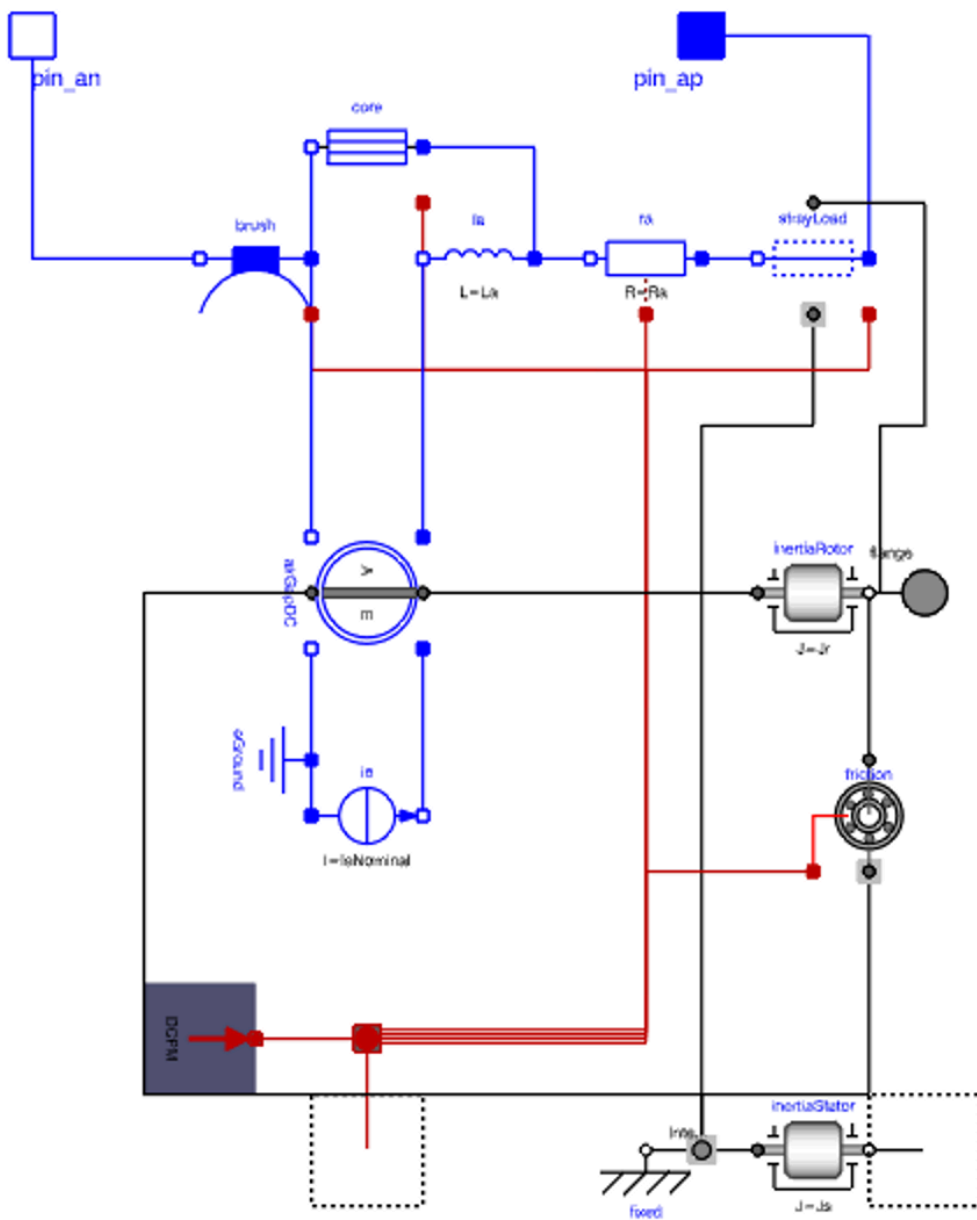 pin_an
pin_ap
core
brush
la
ra
strayLoad
L=La
R=Ra
airGapDC
inertiaRotor
flange
J=Jr
eGround
ie
friction
I=IeNominal
DCPM
inertiaStator
fixed
J=Js